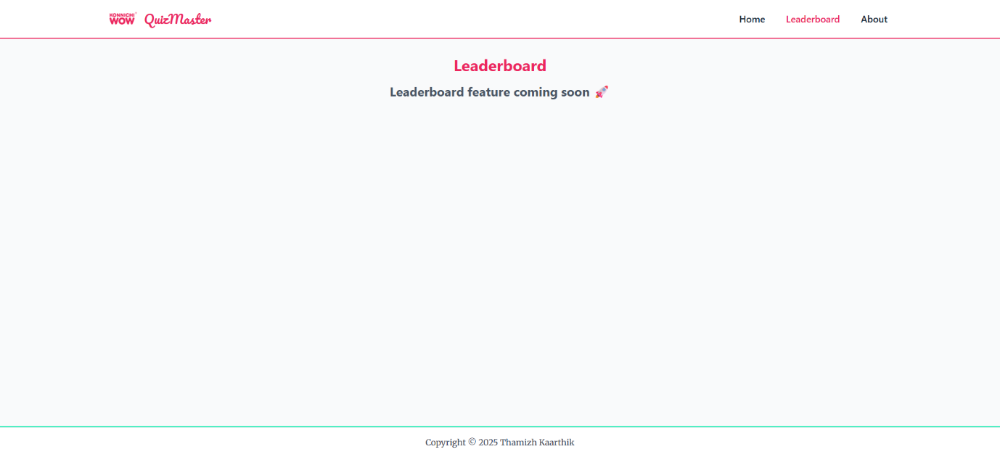 KONNICHI
WOW
QuizMaster
Home Leaderboard About
Leaderboard
Leaderboard feature coming soon 🚀
Copyright © 2025 Thamizh Kaarthik